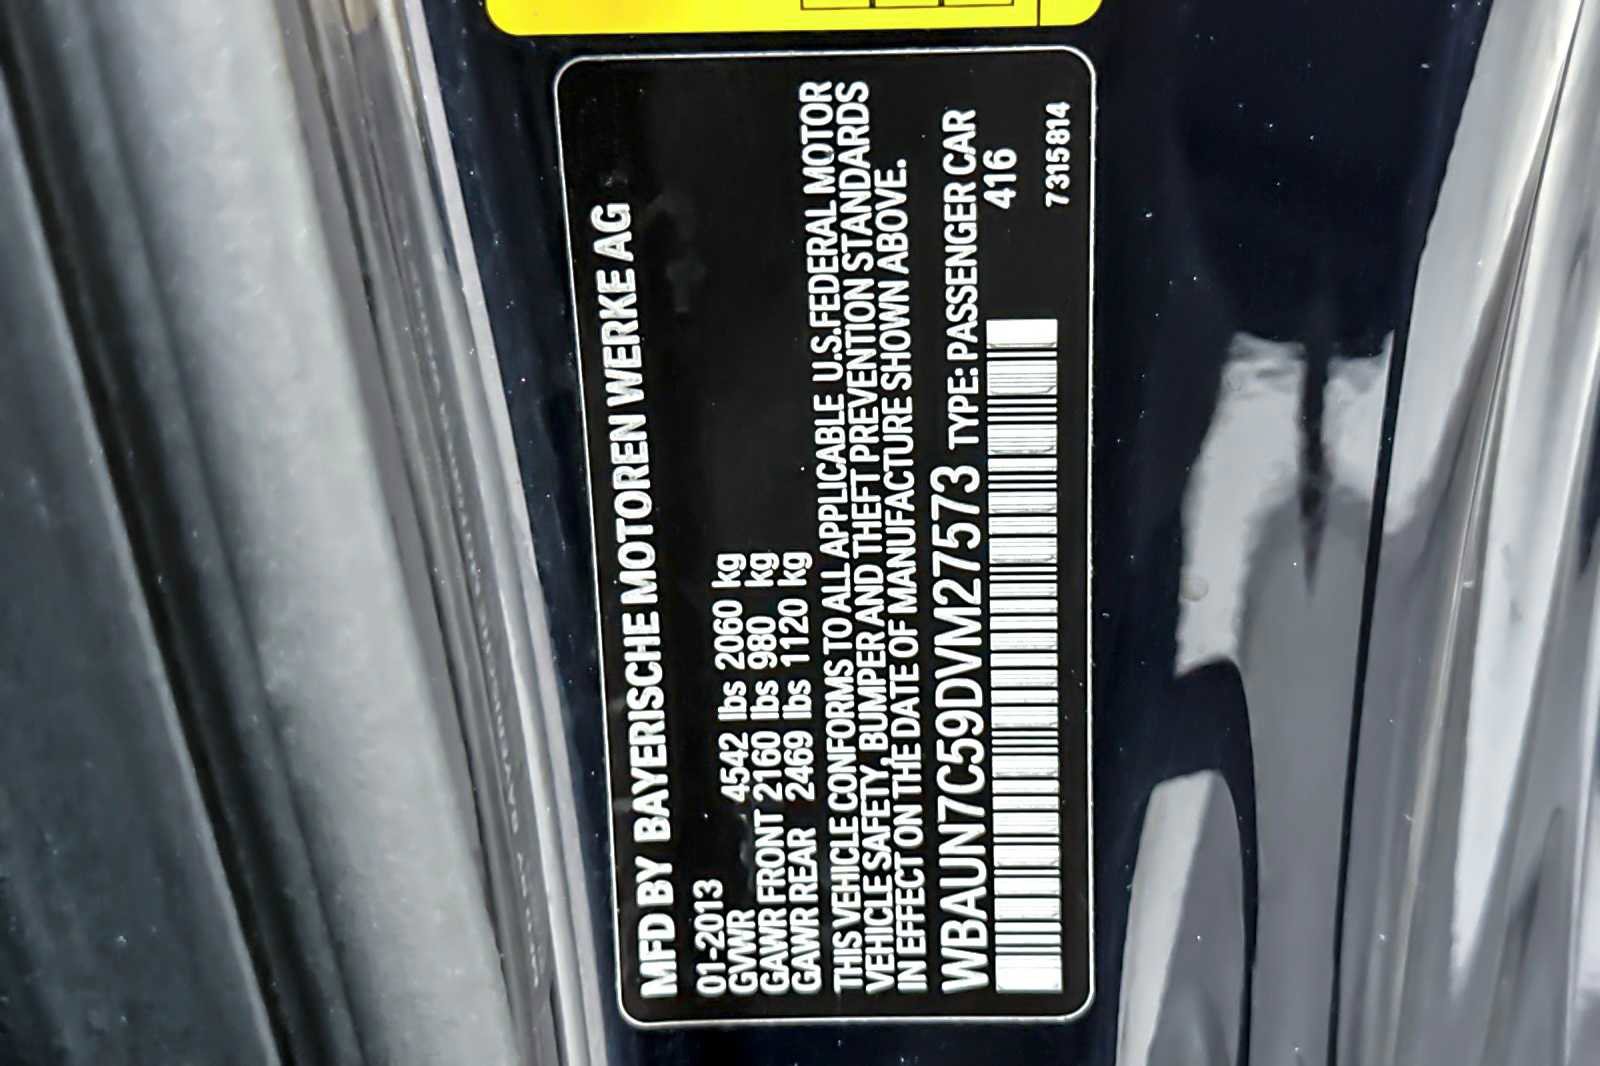 MFD BY BAYERISCHE MOTOREN WERKE AG
01-2013
GVWR 4542 lbs 2060 kg
GAWR FRONT 2160 lbs 980 kg
GAWR REAR 2469 lbs 1120 kg
THIS VEHICLE CONFORMS TO ALL APPLICABLE U.S.FEDERAL MOTOR
VEHICLE SAFETY, BUMPER AND THEFT PREVENTION STANDARDS
IN EFFECT ON THE DATE OF MANUFACTURE SHOWN ABOVE.
WBAUN7C59DVM27573 TYPE: PASSENGER CAR
416
7315814